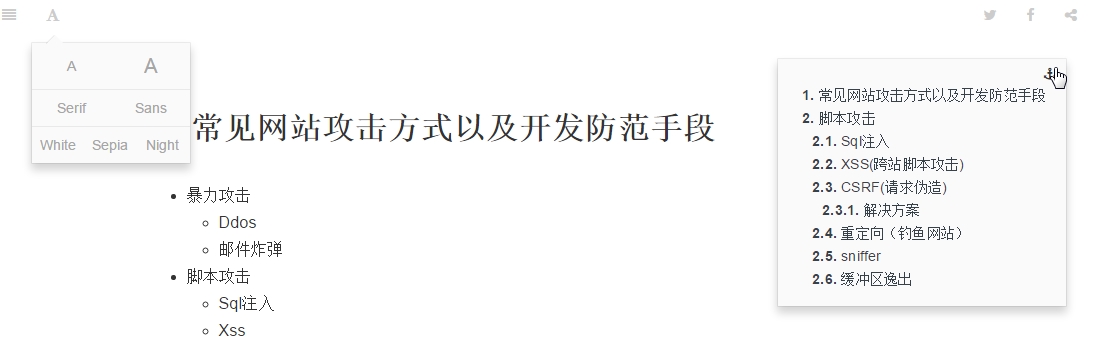 A
A A
Serif Sans
White Sepia Night
常见网站攻击方式以及开发防范手段
暴力攻击
Ddos
邮件炸弹
脚本攻击
Sql注入
Xss
1. 常见网站攻击方式以及开发防范手段
2. 脚本攻击
2.1. Sql注入
2.2. XSS(跨站脚本攻击)
2.3. CSRF(请求伪造)
2.3.1. 解决方案
2.4. 重定向（钓鱼网站）
2.5. sniffer
2.6. 缓冲区逸出